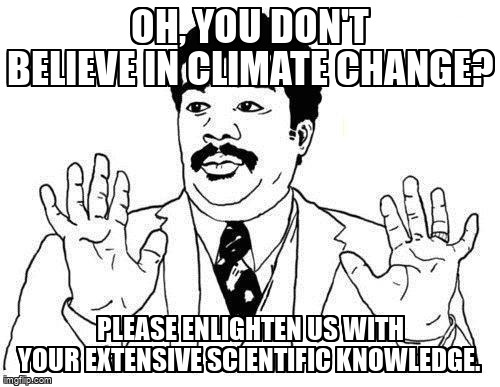 OH, YOU DON'T
BELIEVE IN CLIMATE CHANGE?
PLEASE ENLIGHTEN US WITH
YOUR EXTENSIVE SCIENTIFIC KNOWLEDGE.
imgflip.com